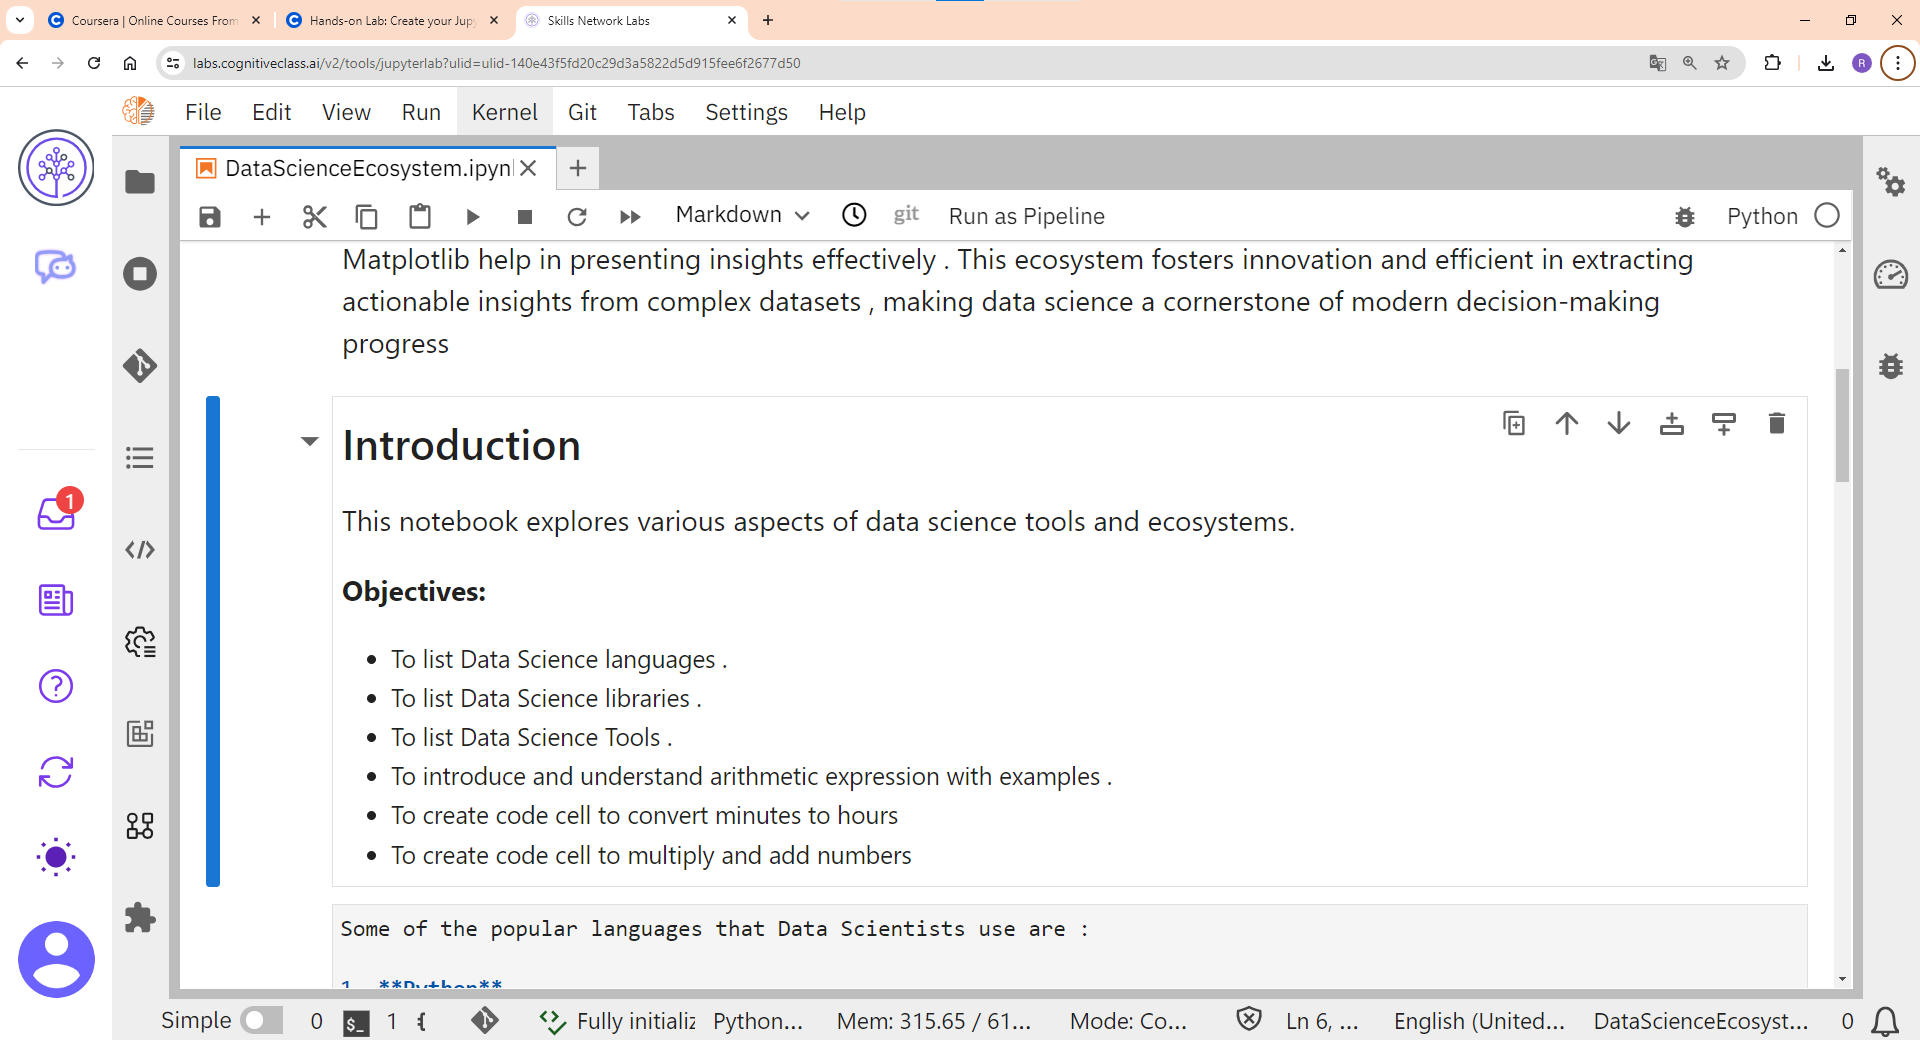 Coursera | Online Courses From
Hands-on Lab: Create your Jup
Skills Network Labs
labs.cognitiveclass.ai/v2/tools/jupyterlab?ulid=ulid-140e43f5fd20c29d3a5822d5d915fee6f2677d50
R
File Edit View Run Kernel Git Tabs Settings Help
DataScienceEcosystem.ipyn
Markdown git Run as Pipeline Python
Matplotlib help in presenting insights effectively . This ecosystem fosters innovation and efficient in extracting
actionable insights from complex datasets , making data science a cornerstone of modern decision-making
progress
Introduction
This notebook explores various aspects of data science tools and ecosystems.
Objectives:
• To list Data Science languages .
• To list Data Science libraries .
• To list Data Science Tools .
• To introduce and understand arithmetic expression with examples .
• To create code cell to convert minutes to hours
• To create code cell to multiply and add numbers
1
Some of the popular languages that Data Scientists use are :
1. **Python**
Simple 0 $_ 1 Fully initializ Python... Mem: 315.65 / 61... Mode: Co... Ln 6, ... English (United... DataScienceEcosyst... 0